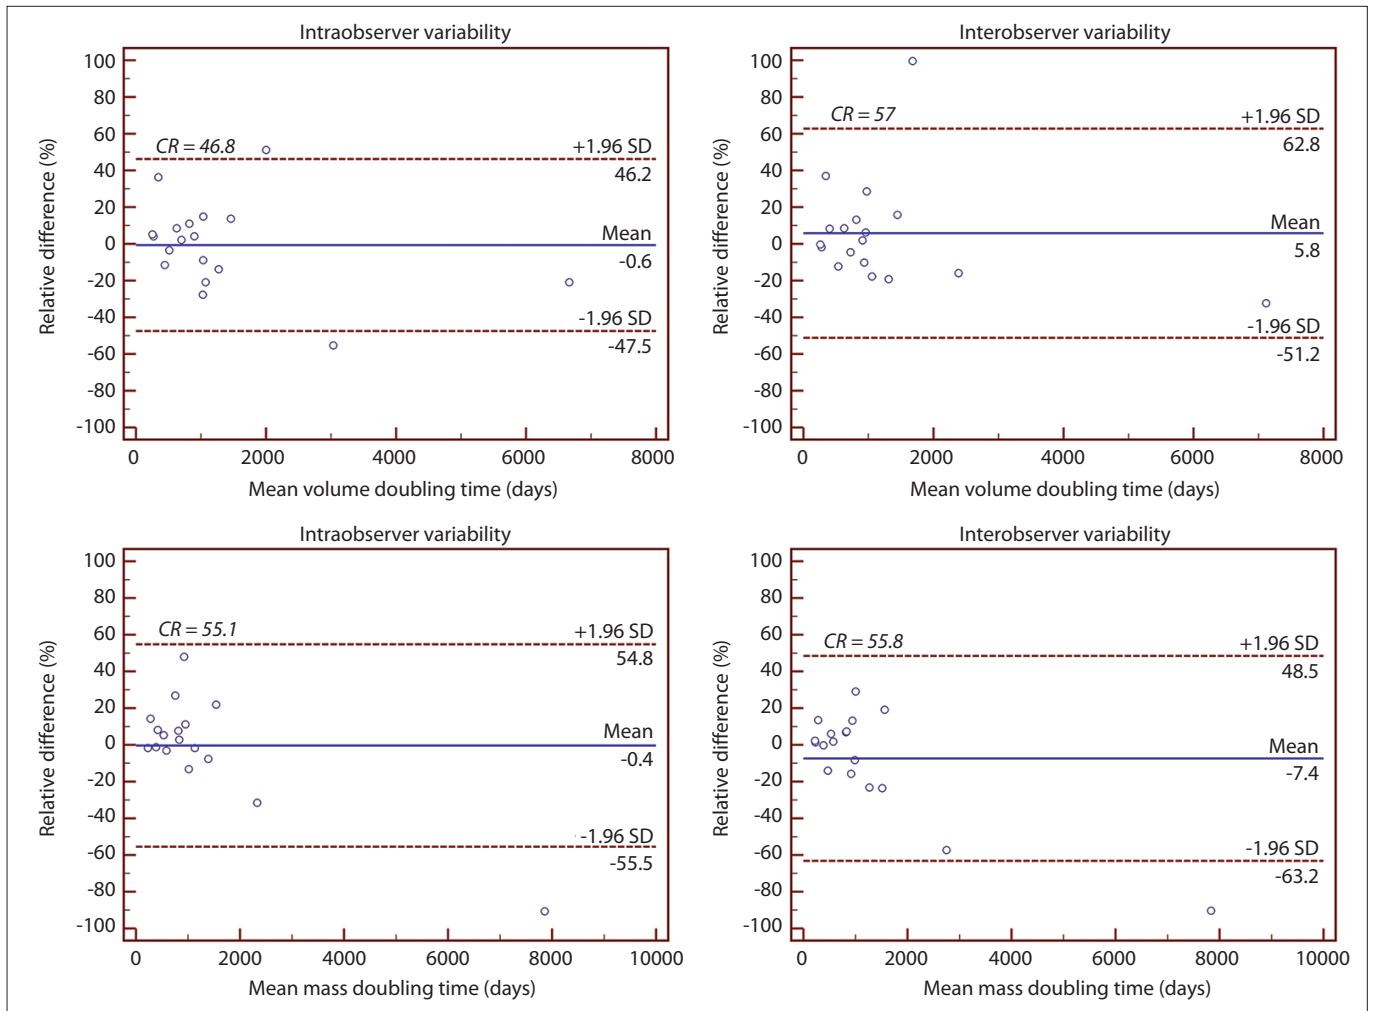 Intraobserver variability
Relative difference (%)
100
80
60
40
20
0
-20
-40
-60
-80
-100
CR = 46.8
+1.96 SD
46.2
Mean
-0.6
-1.96 SD
-47.5
0 2000 4000 6000 8000
Mean volume doubling time (days)
Interobserver variability
Relative difference (%)
100
80
60
40
20
0
-20
-40
-60
-80
-100
CR = 57
+1.96 SD
62.8
Mean
5.8
-1.96 SD
-51.2
0 2000 4000 6000 8000
Mean volume doubling time (days)
Intraobserver variability
Relative difference (%)
100
80
60
40
20
0
-20
-40
-60
-80
-100
CR = 55.1
+1.96 SD
54.8
Mean
-0.4
-1.96 SD
-55.5
0 2000 4000 6000 8000 10000
Mean mass doubling time (days)
Interobserver variability
Relative difference (%)
100
80
60
40
20
0
-20
-40
-60
-80
-100
CR = 55.8
+1.96 SD
48.5
Mean
-7.4
-1.96 SD
-63.2
0 2000 4000 6000 8000 10000
Mean mass doubling time (days)